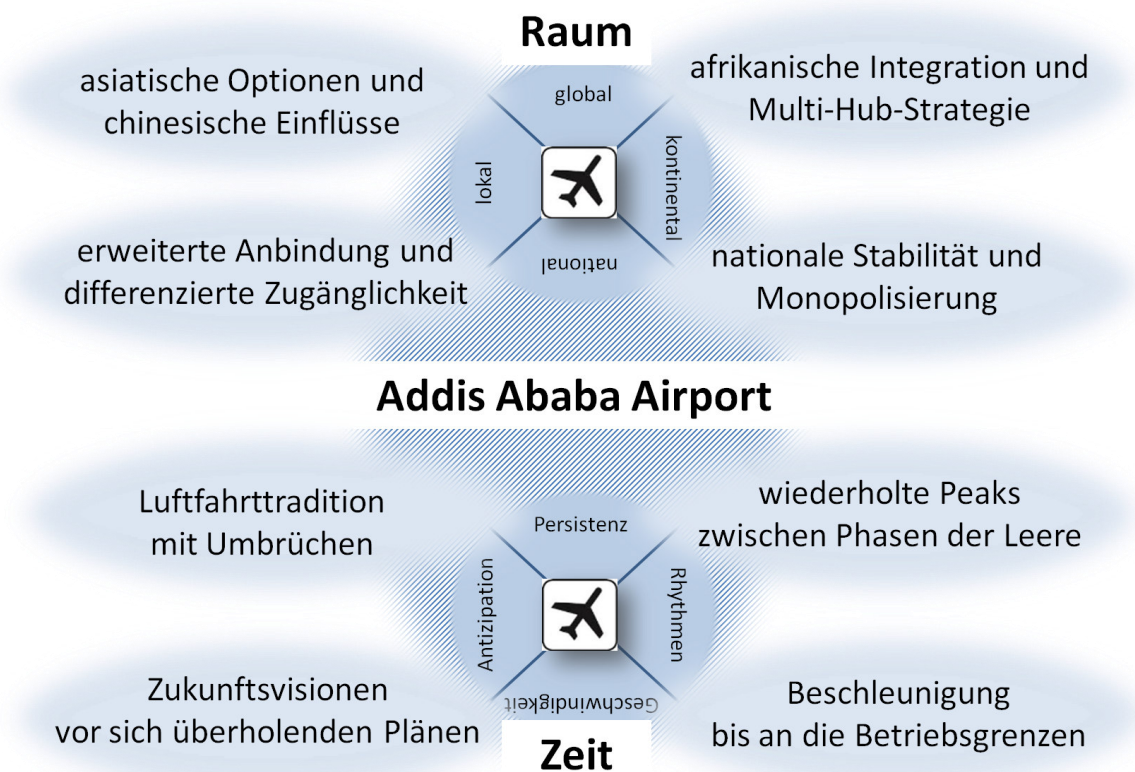 Raum
asiatische Optionen und
chinesische Einflüsse
global
afrikanische Integration und
Multi-Hub-Strategie
lokal
kontinental
erweiterte Anbindung und
differenzierte Zugänglichkeit
national
nationale Stabilität und
Monopolisierung
Addis Ababa Airport
Luftfahrttradition
mit Umbrüchen
Persistenz
wiederholte Peaks
zwischen Phasen der Leere
Antizipation
Rhythmen
Zukunftsvisionen
vor sich überholenden Plänen
Geschwindigkeit
Beschleunigung
bis an die Betriebsgrenzen
Zeit